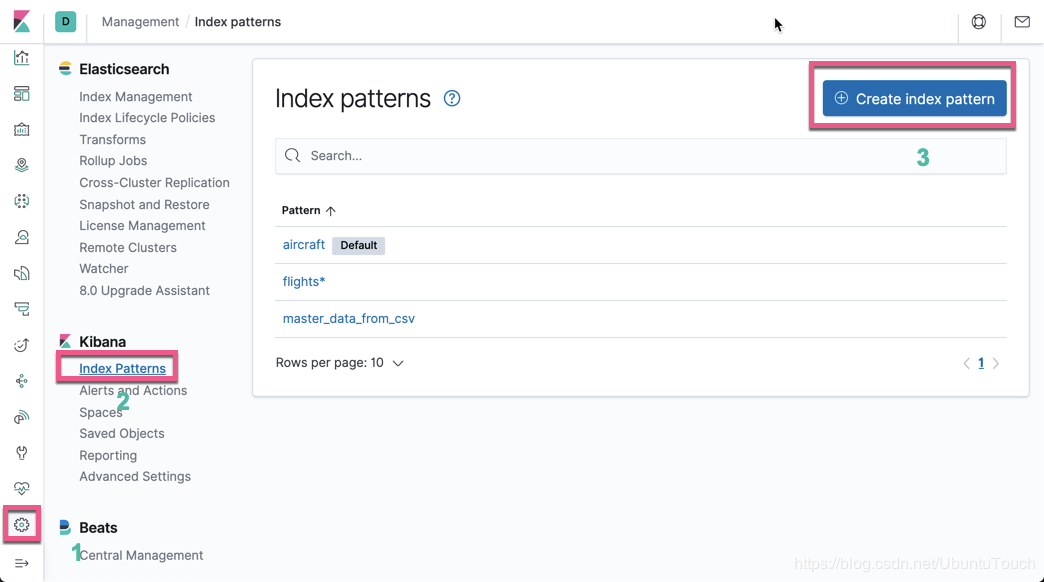 D
Management / Index patterns
Elasticsearch
Index Management
Index Lifecycle Policies
Transforms
Rollup Jobs
Cross-Cluster Replication
Snapshot and Restore
License Management
Remote Clusters
Watcher
8.0 Upgrade Assistant
Kibana
Index Patterns
Alerts and Actions
2
Spaces
Saved Objects
Reporting
Advanced Settings
Beats
1
Central Management
Index patterns ?
Create index pattern
Search...
3
Pattern ↑
aircraft Default
flights*
master_data_from_csv
Rows per page: 10
< 1 >
https://blog.csdn.net/UbuntuTouch